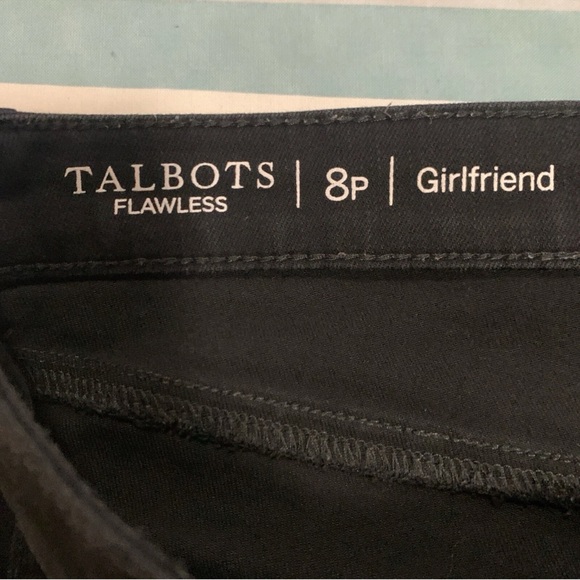 TALBOTS | 8P | Girlfriend
FLAWLESS